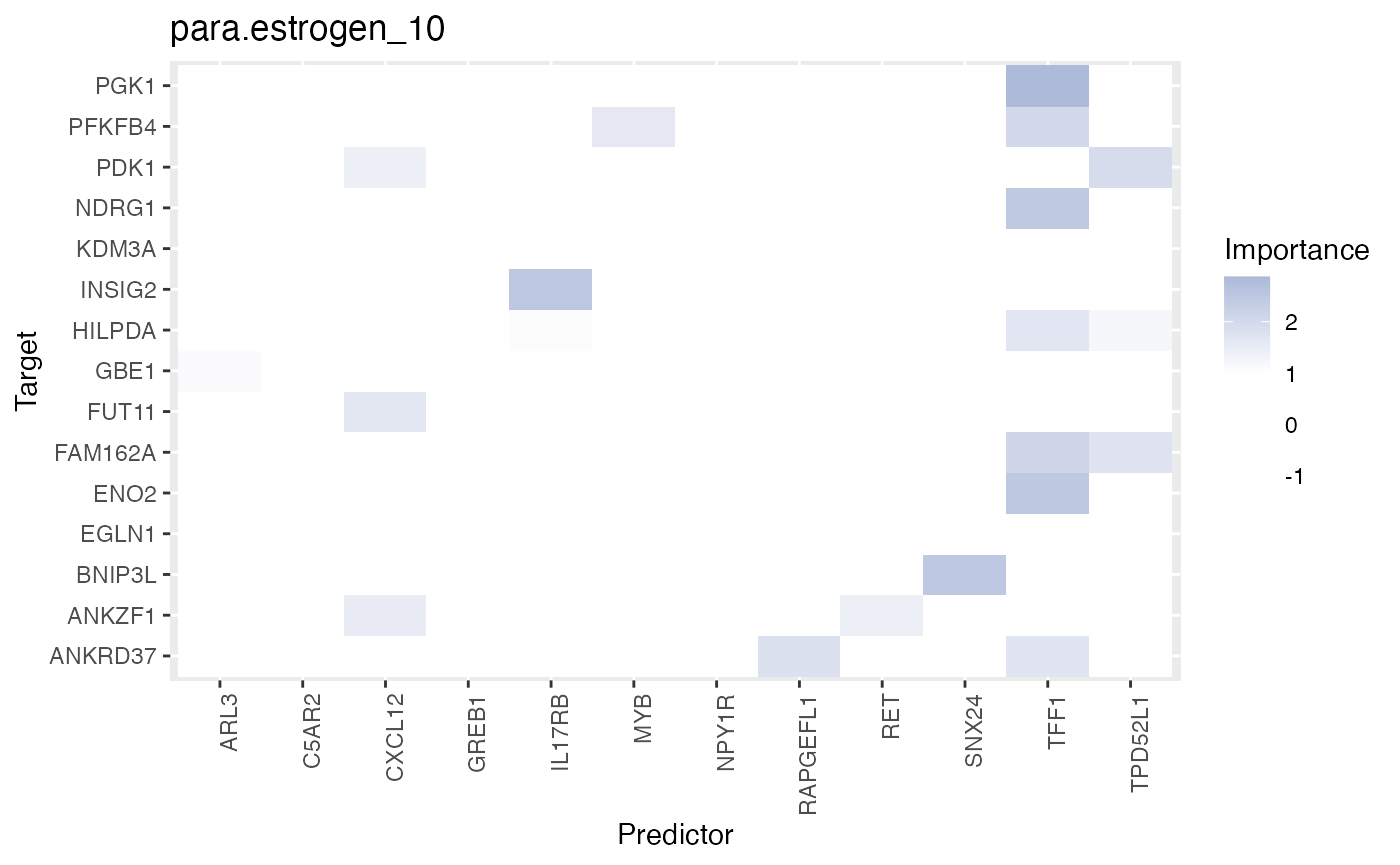 para.estrogen_10
PGK1
PFKFB4
PDK1
NDRG1
KDM3A
INSIG2
HILPDA
GBE1
FUT11
FAM162A
ENO2
EGLN1
BNIP3L
ANKZF1
ANKRD37
Target
ARL3
C5AR2
CXCL12
GREB1
IL17RB
MYB
NPY1R
RAPGEFL1
RET
SNX24
TFF1
TPD52L1
Predictor
Importance
2
1
0
-1